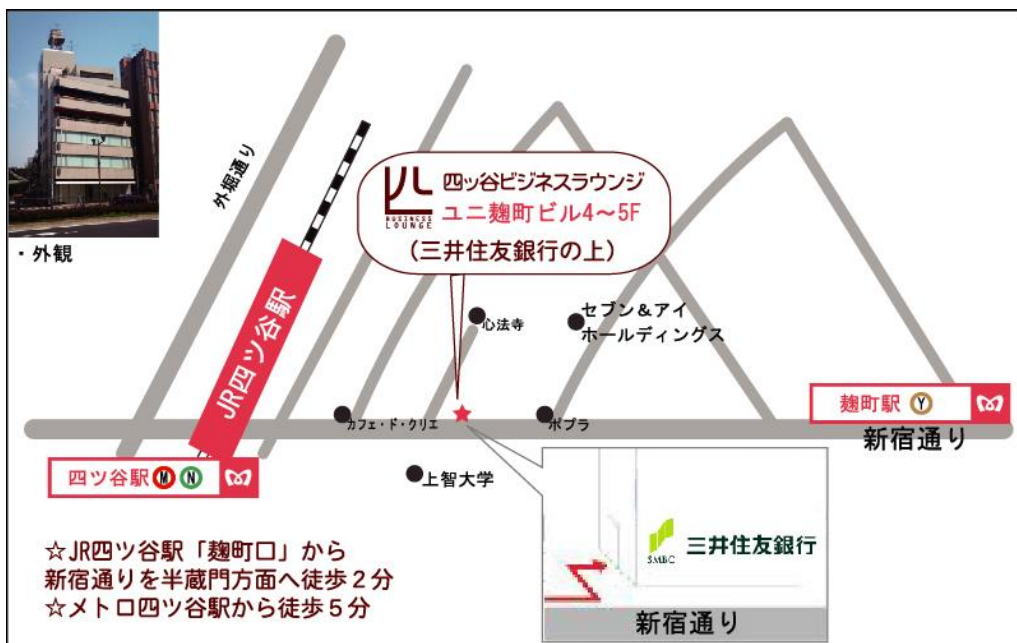 ・外観
外堀通り
BUSINESS
LOUNGE
四ッ谷ビジネスラウンジ
ユニ麹町ビル4～5F
(三井住友銀行の上)
JR四ツ谷駅
心法寺
セブン＆アイ
ホールディングス
カフェ・ド・クリエ
ポプラ
麹町駅 Y
新宿通り
四ツ谷駅 M N
上智大学
SMBC
三井住友銀行
新宿通り
☆JR四ツ谷駅「麹町口」から
新宿通りを半蔵門方面へ徒歩２分
☆メトロ四ツ谷駅から徒歩５分